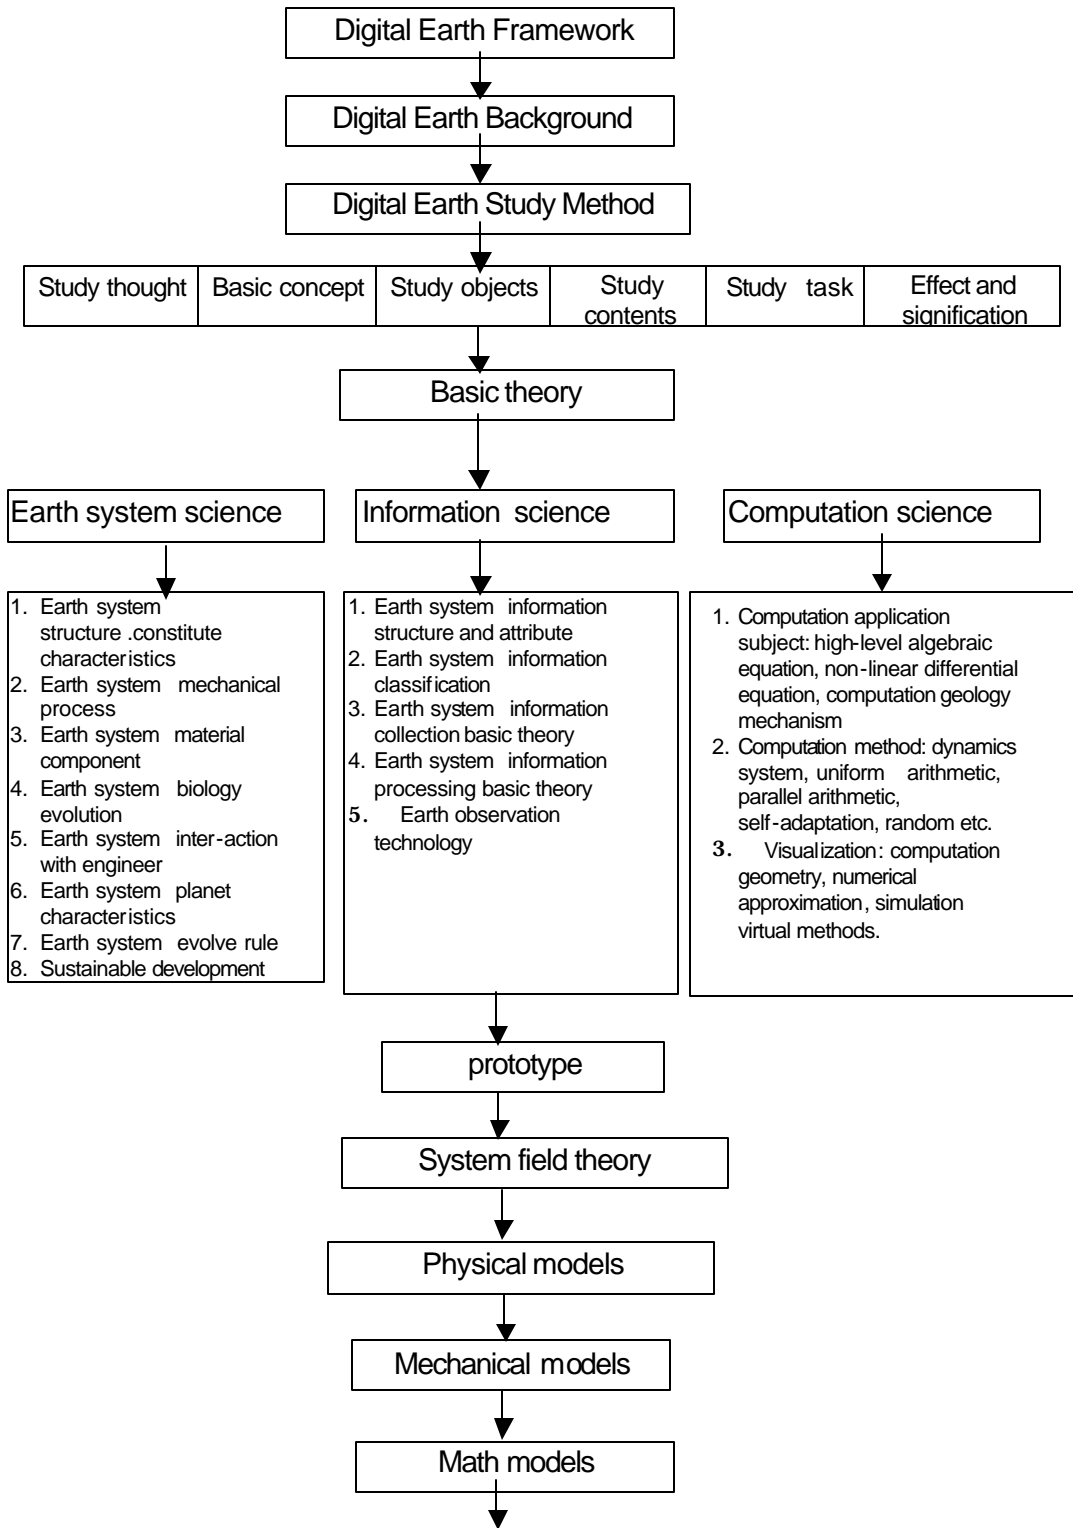 Digital Earth Framework
Digital Earth Background
Digital Earth Study Method
Study thought
Basic concept
Study objects
Study
contents
Study task
Effect and
signification
Basic theory
Earth system science
Information science
Computation science
1. Earth system
structure .constitute
characteristics
2. Earth system mechanical
process
3. Earth system material
component
4. Earth system biology
evolution
5. Earth system inter-action
with engineer
6. Earth system planet
characteristics
7. Earth system evolve rule
8. Sustainable development
1. Earth system information
structure and attribute
2. Earth system information
classification
3. Earth system information
collection basic theory
4. Earth system information
processing basic theory
5. Earth observation
technology
1. Computation application
subject: high-level algebraic
equation, non-linear differential
equation, computation geology
mechanism
2. Computation method: dynamics
system, uniform arithmetic,
parallel arithmetic,
self-adaptation, random etc.
3. Visualization: computation
geometry, numerical
approximation, simulation
virtual methods.
prototype
System field theory
Physical models
Mechanical models
Math models